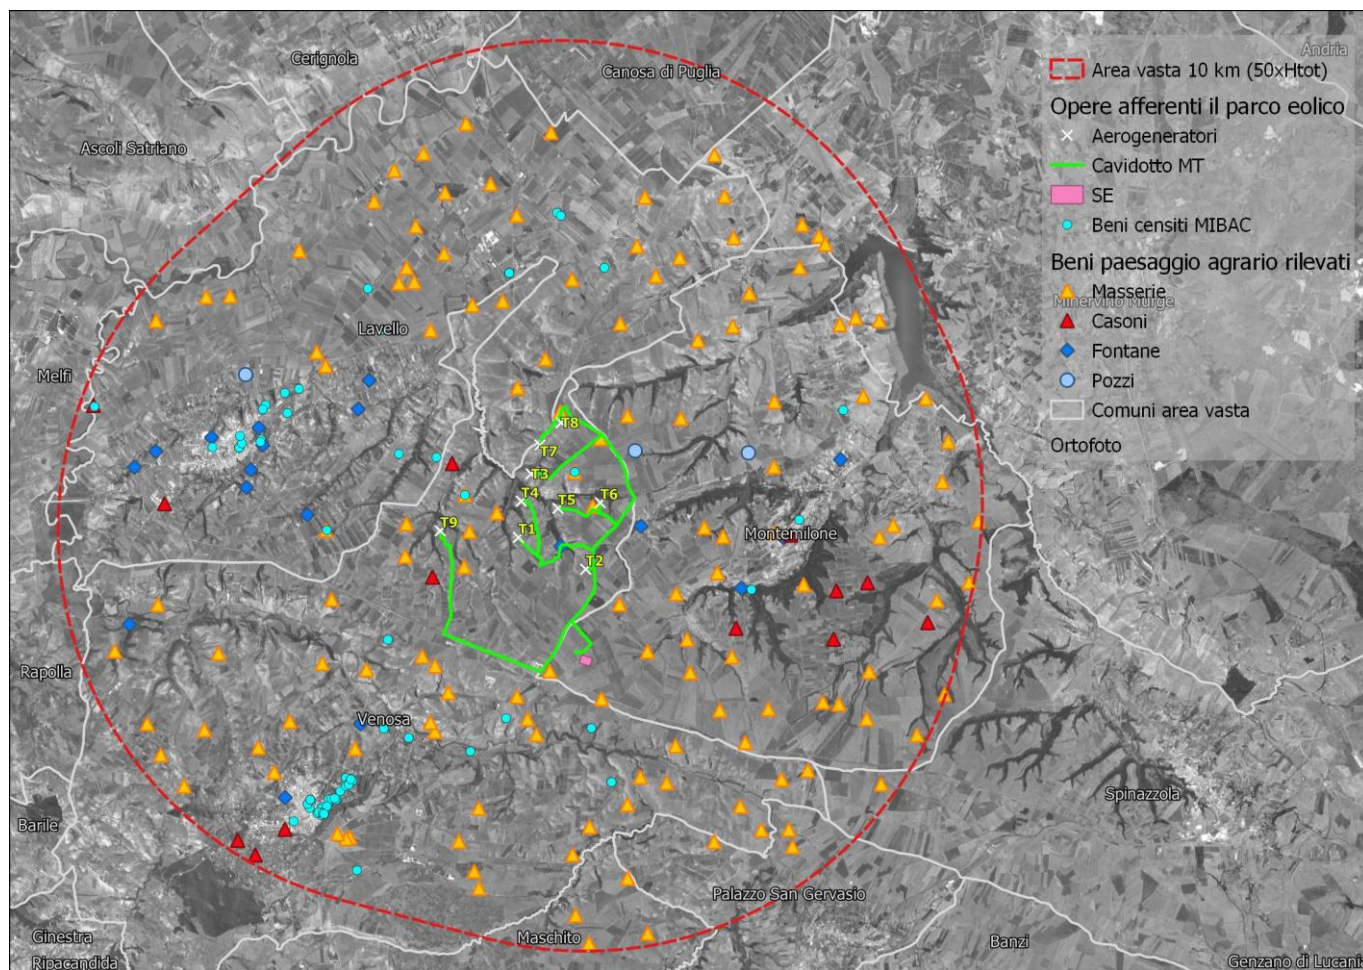 Cerignola
Canosa di Puglia
Andria
Area vasta 10 km (50xHtot)
Opere afferenti il parco eolico
Aerogeneratori
Cavidotto MT
SE
Beni censiti MIBAC
Beni paesaggio agrario rilevati
Masserie
Minervino Murge
Casoni
Fontane
Pozzi
Comuni area vasta
Ortofoto
Ascoli Satriano
Lavello
Melfi
T8
T7
T3
T4
T5
T6
T9
T1
T2
Montemilone
Rapolla
Venosa
Spinazzola
Barile
Palazzo San Gervasio
Ginestra
Maschito
Banzi
Ripacandida
Genzano di Lucani